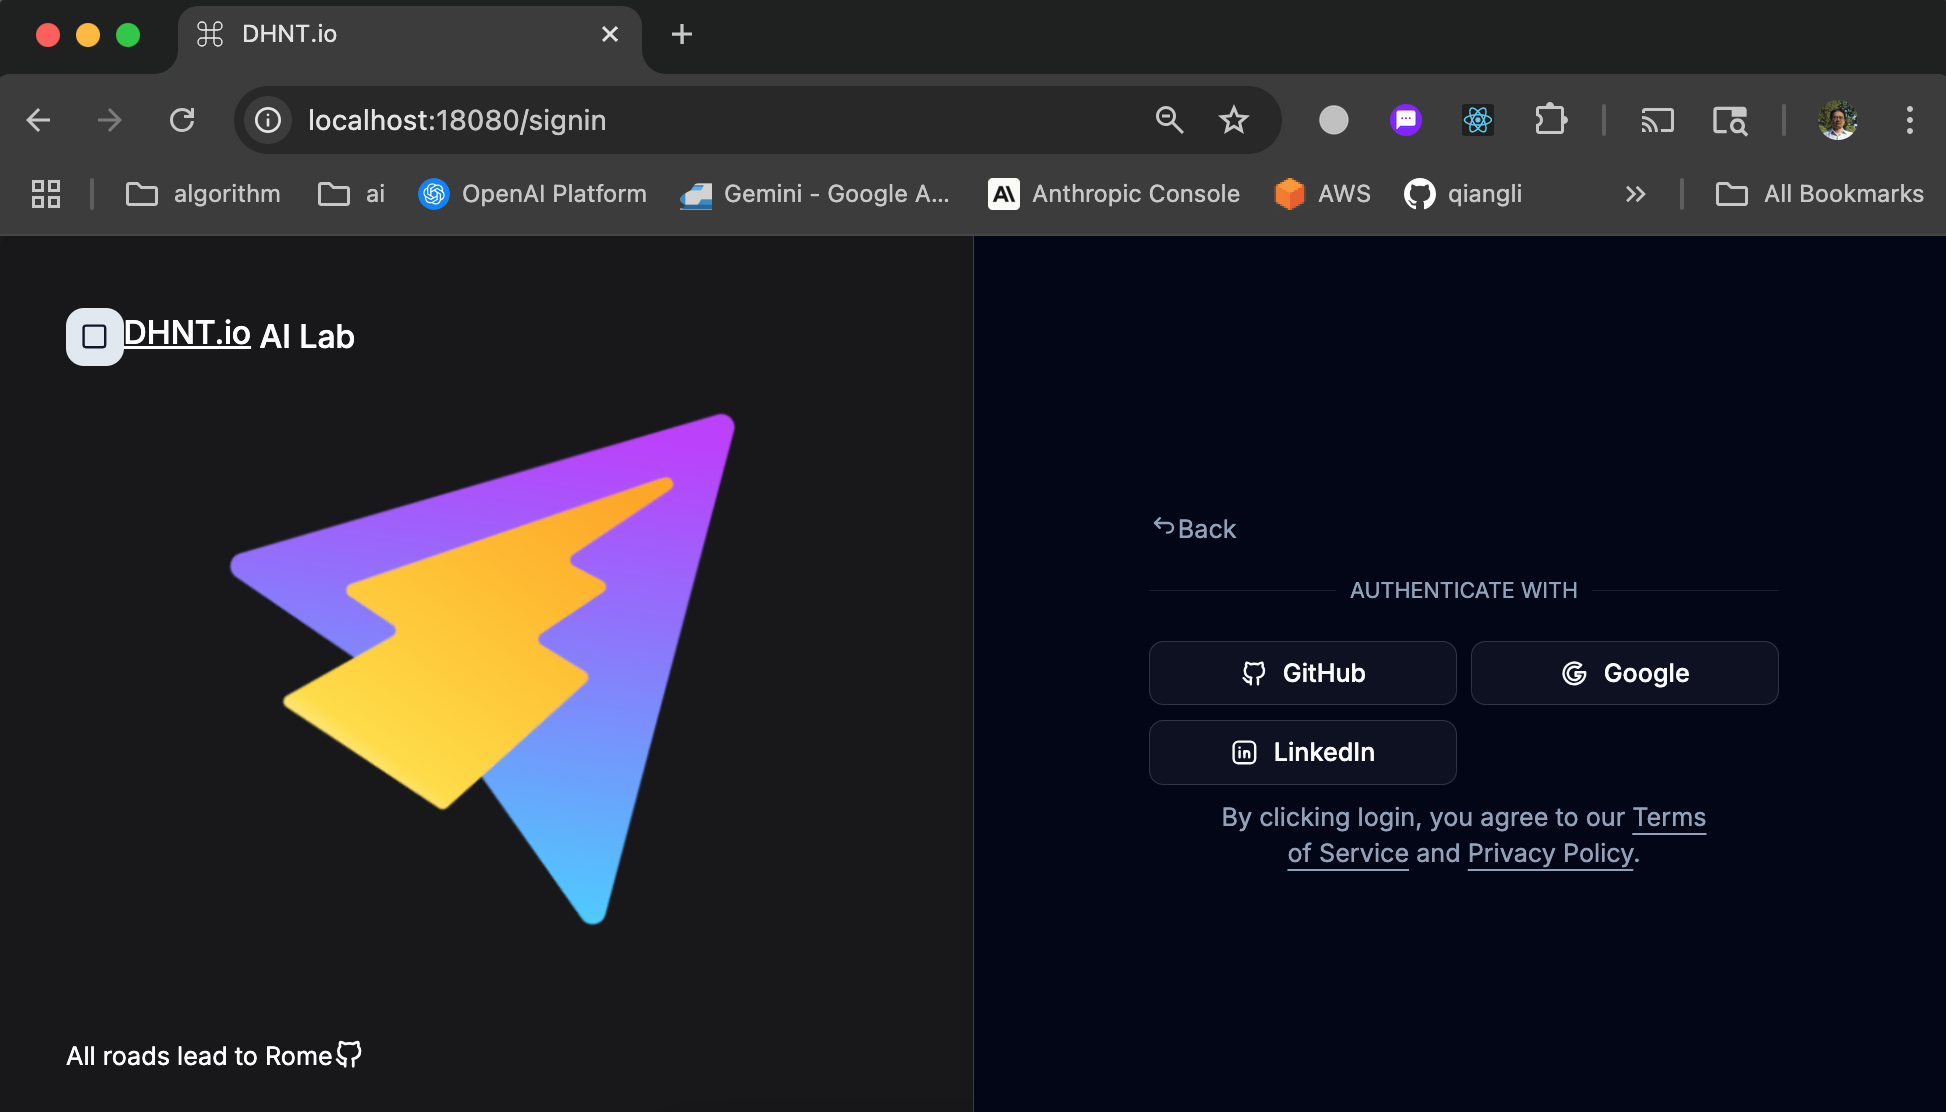 DHNT.io
localhost:18080/signin
algorithm
ai
OpenAI Platform
Gemini - Google A...
Anthropic Console
AWS
qiangli
All Bookmarks
DHNT.io AI Lab
Back
AUTHENTICATE WITH
GitHub
Google
LinkedIn
By clicking login, you agree to our Terms
of Service and Privacy Policy.
All roads lead to Rome